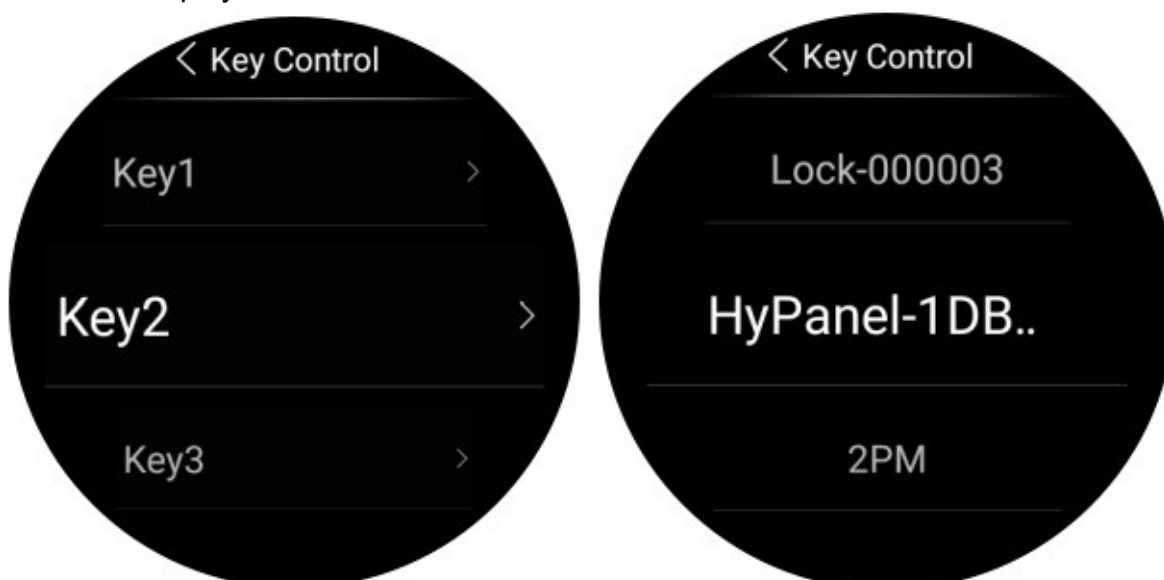 < Key Control
Key1 >
Key2 >
Key3 >
< Key Control
Lock-000003
HyPanel-1DB..
2PM